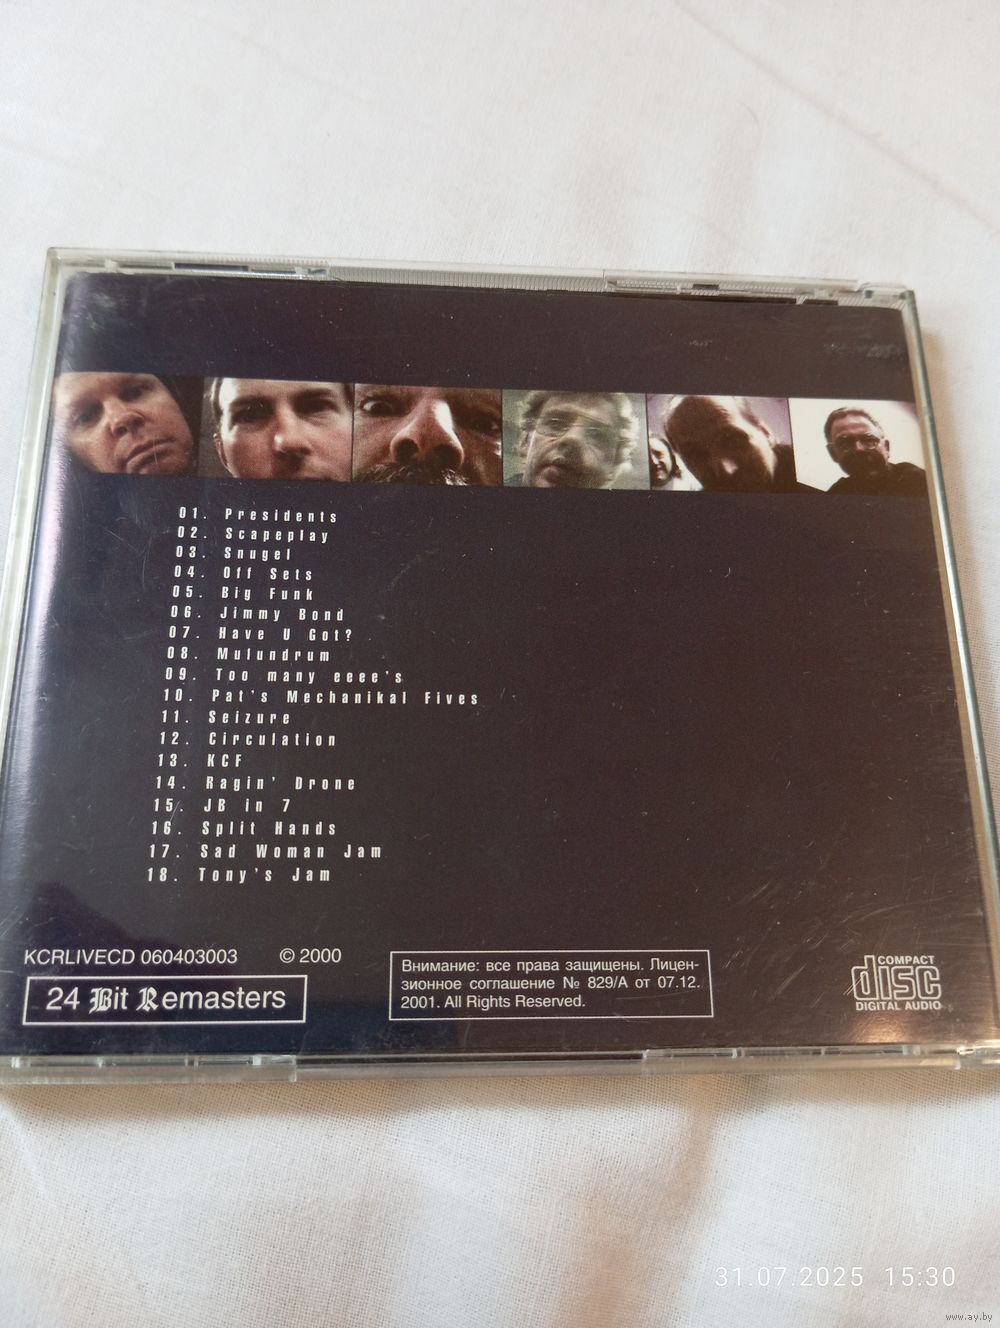 01. Presidents
02. Scapeplay
03. Snugel
04. Off Sets
05. Big Funk
06. Jimmy Bond
07. Have U Got?
08. Mulundrum
09. Too many eeee's
10. Pat's Mechanikal Fives
11. Seizure
12. Circulation
13. KCF
14. Ragin' Drone
15. JB in 7
16. Split Hands
17. Sad Woman Jam
18. Tony's Jam
KCRLIVECD 060403003 © 2000
24 Bit Remasters
Внимание: все права защищены. Лицен-
зионное соглашение № 829/А от 07.12.
2001. All Rights Reserved.
COMPACT
disc
DIGITAL AUDIO
31.07.2025 15:30
www.ay.by